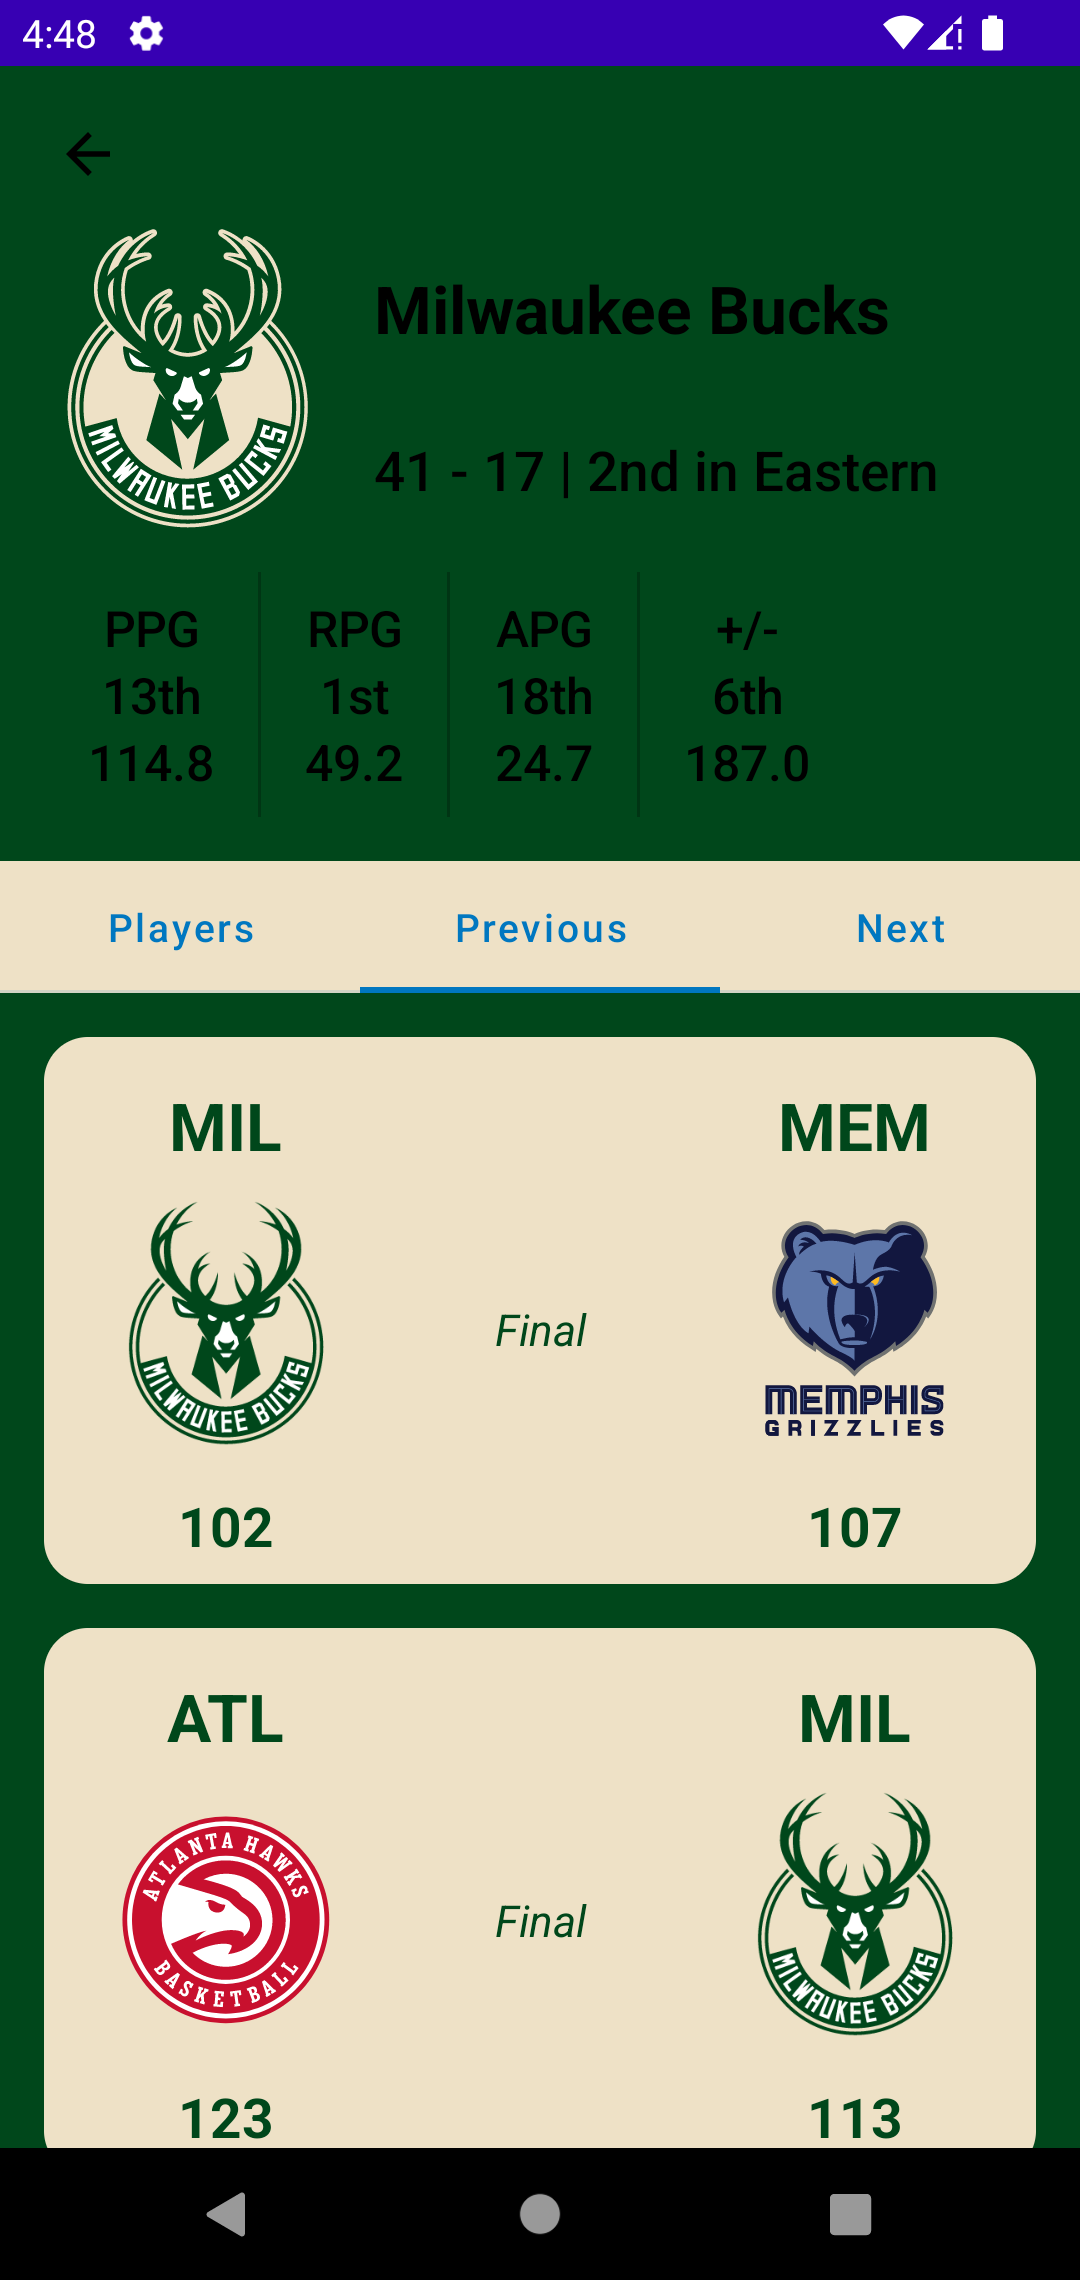 4:48
Milwaukee Bucks
MILWAUKEE BUCKS
41 - 17 | 2nd in Eastern
PPG RPG APG +/-
13th 1st 18th 6th
114.8 49.2 24.7 187.0
Players Previous Next
MIL MEM
MILWAUKEE BUCKS
Final
MEMPHIS
GRIZZLIES
102 107
ATL MIL
ATLANTA HAWKS
BASKETBALL
Final
MILWAUKEE BUCKS
123 113